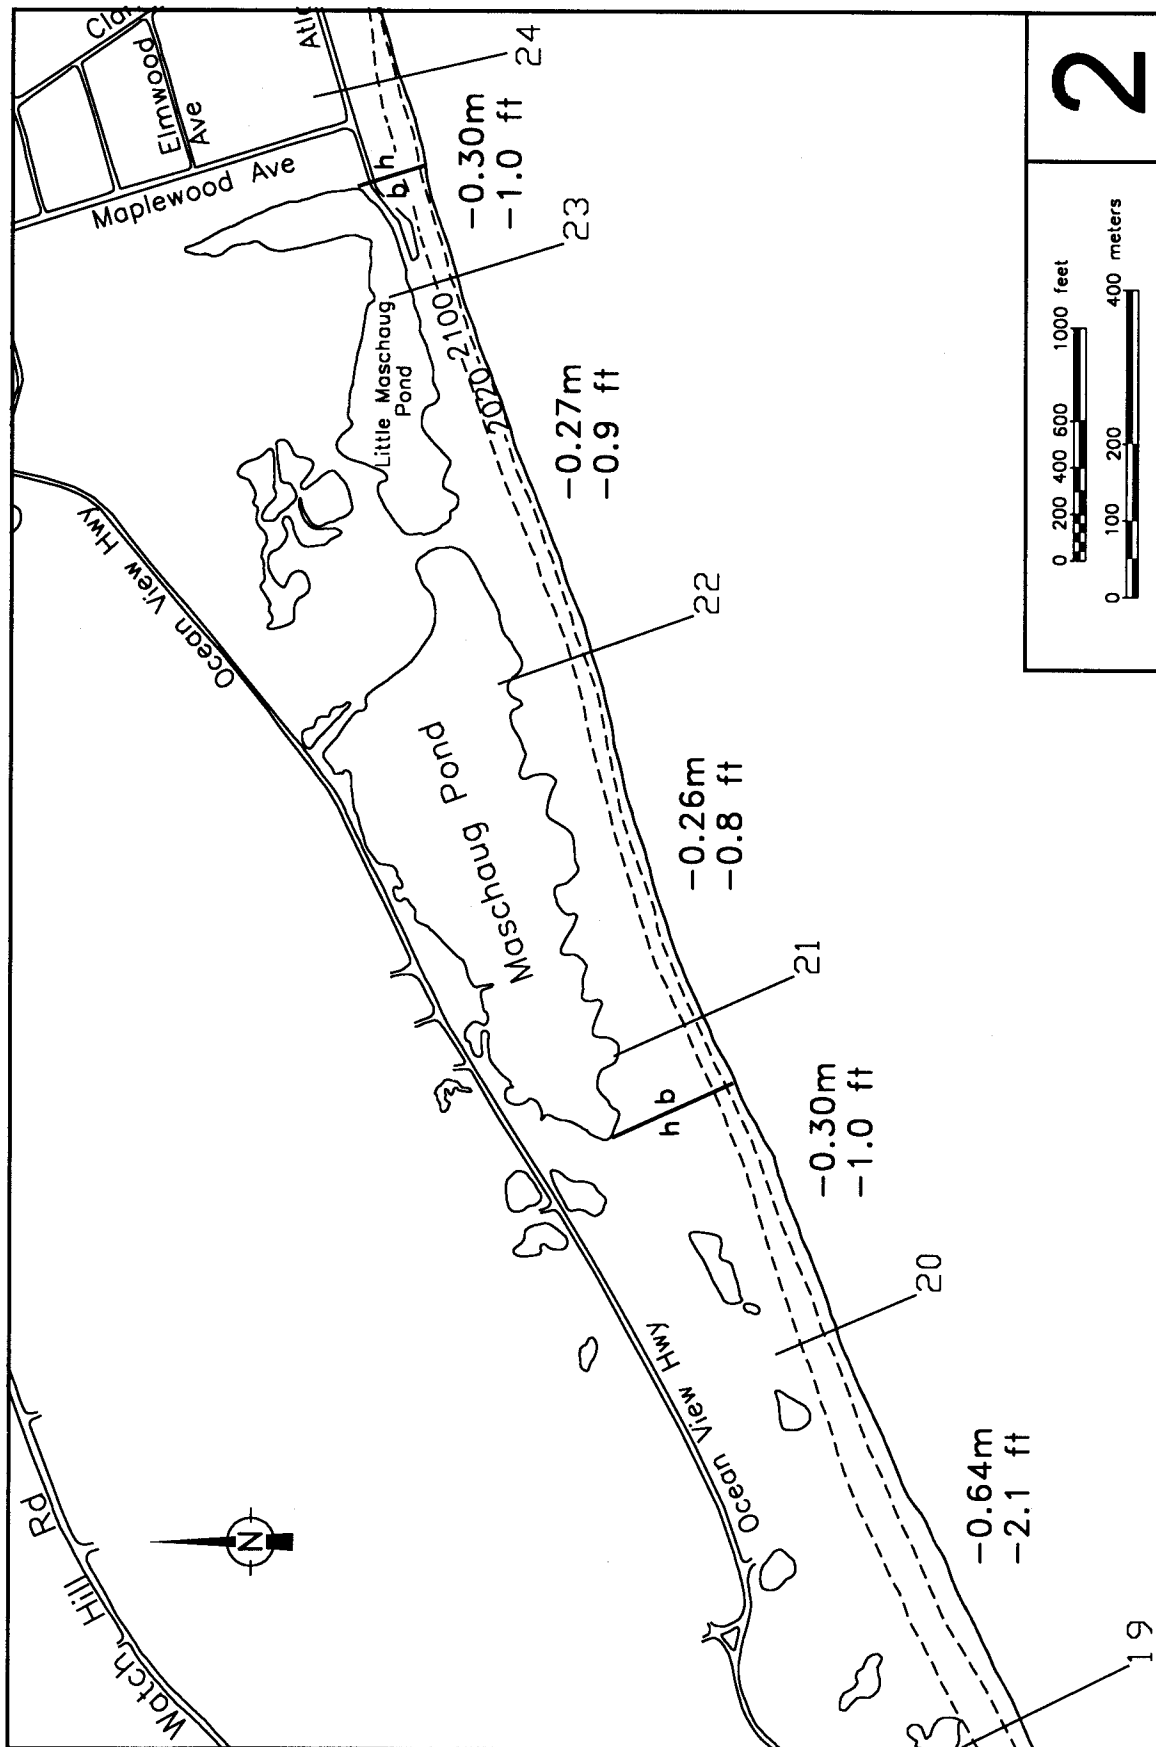 Watch Hill Rd
N
Ocean View Hwy
Ocean View Hwy
Maplewood Ave
Elmwood
Ave
Maschaug Pond
Little Maschaug
Pond
h b
b h
2020
2100
19
20
21
22
23
24
-0.64m
-2.1 ft
-0.30m
-1.0 ft
-0.26m
-0.8 ft
-0.27m
-0.9 ft
-0.30m
-1.0 ft
0 200 400 600 1000 feet
0 100 200 400 meters
2